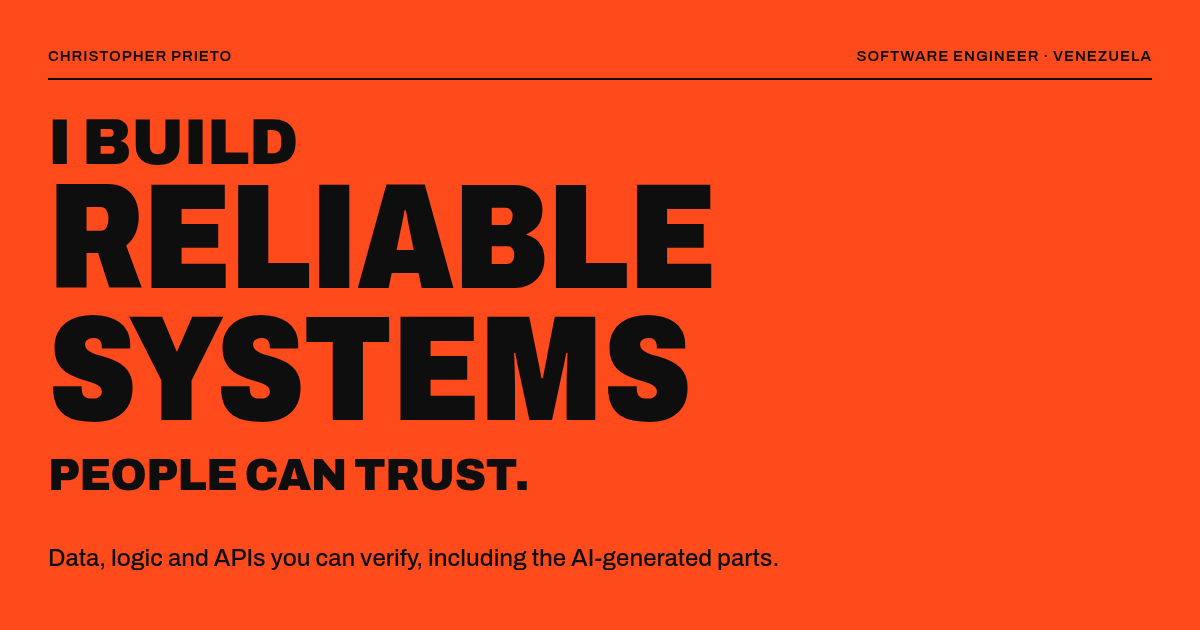 CHRISTOPHER PRIETO
SOFTWARE ENGINEER · VENEZUELA
I BUILD
RELIABLE
SYSTEMS
PEOPLE CAN TRUST.
Data, logic and APIs you can verify, including the AI-generated parts.